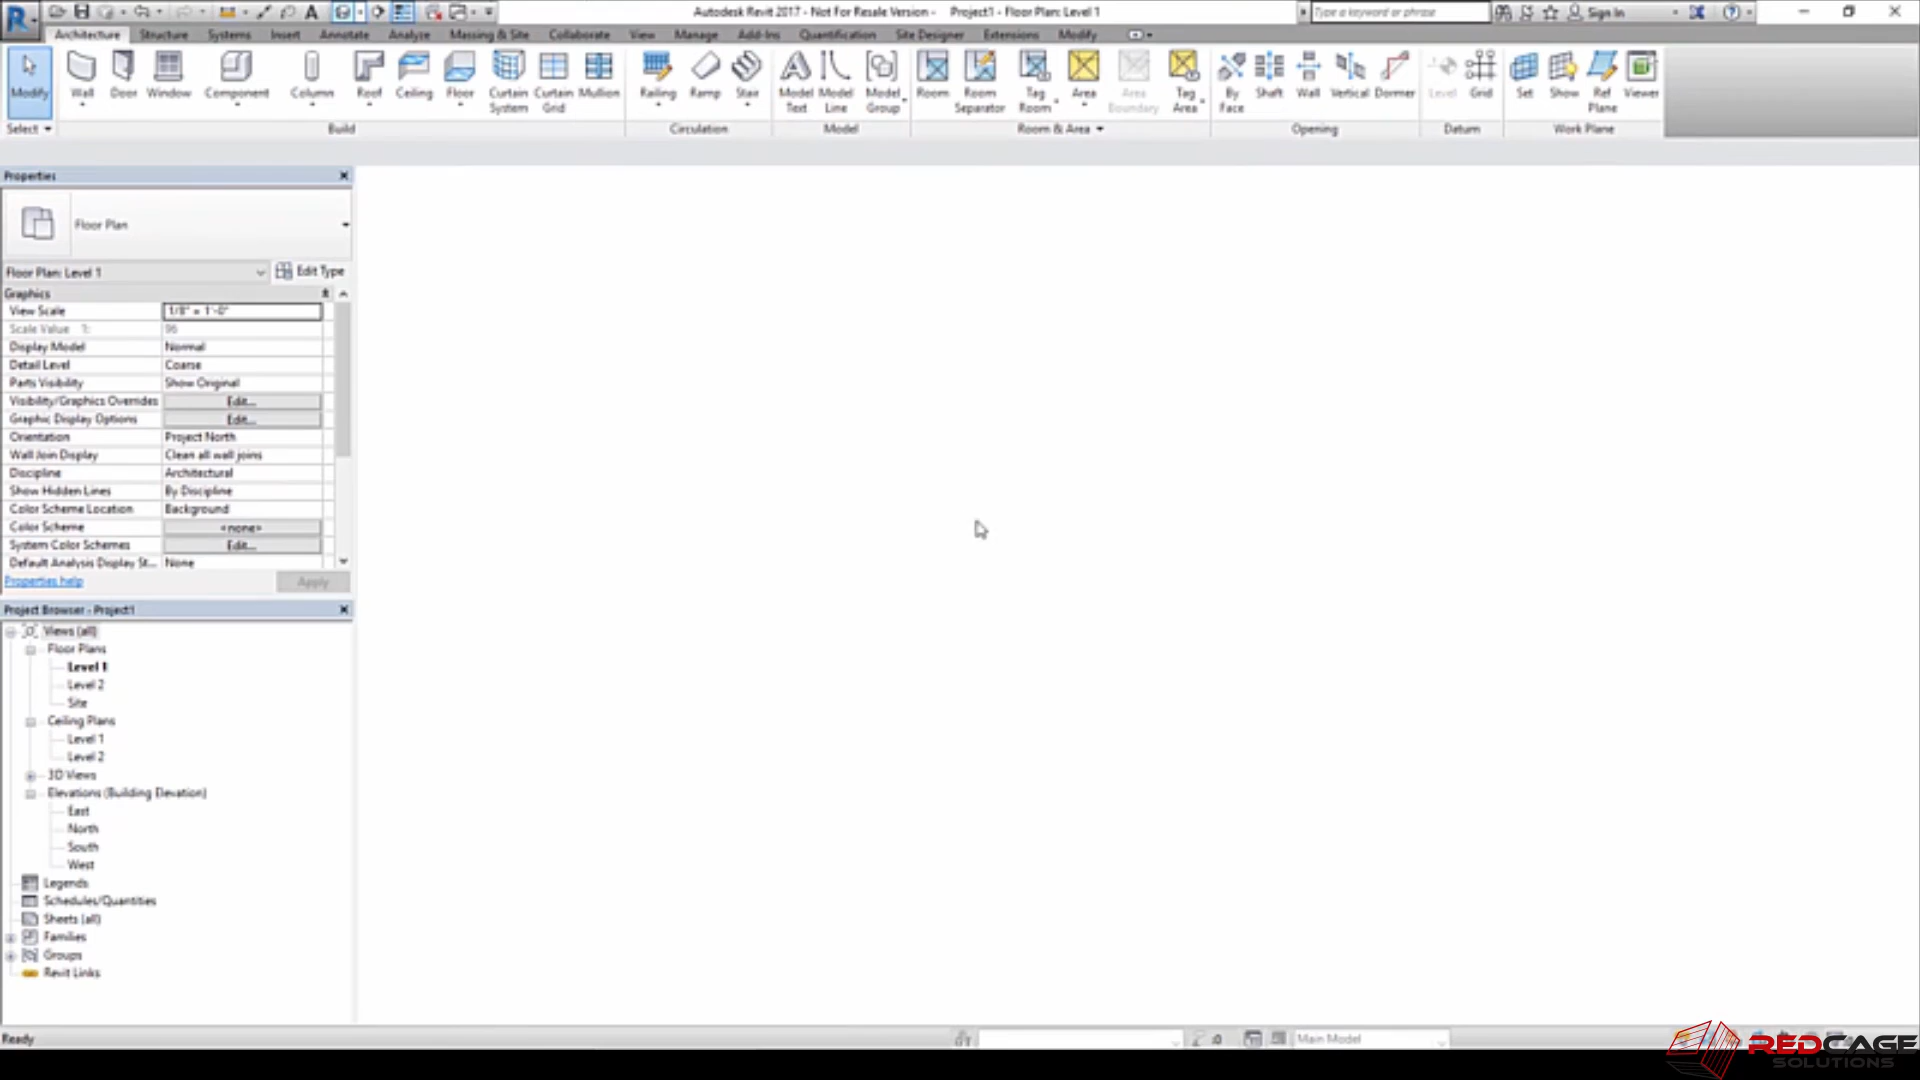 Autodesk Revit 2017 - Not For Resale Version - Project1 - Floor Plan: Level 1
Type a keyword or phrase
Sign In
Architecture Structure Systems Insert Annotate Analyze Massing & Site Collaborate View Manage Add-Ins Quantification Site Designer Extensions Modify
Modify Wall Door Window Component Column Roof Ceiling Floor Curtain System Curtain Grid Mullion Railing Ramp Stair Model Text Model Line Model Group Room Room Separator Tag Room Area Area Boundary Tag Area By Face Shaft Wall Vertical Dormer Level Grid Set Show Ref Plane Viewer
Select Build Circulation Model Room & Area Opening Datum Work Plane
Properties
Floor Plan
Floor Plan: Level 1 Edit Type
Graphics
View Scale 1/8" = 1'-0"
Scale Value 1: 96
Display Model Normal
Detail Level Coarse
Parts Visibility Show Original
Visibility/Graphics Overrides Edit...
Graphic Display Options Edit...
Orientation Project North
Wall Join Display Clean all wall joins
Discipline Architectural
Show Hidden Lines By Discipline
Color Scheme Location Background
Color Scheme <none>
System Color Schemes Edit...
Default Analysis Display St... None
Properties help Apply
Project Browser - Project1
Views (all)
Floor Plans
Level 1
Level 2
Site
Ceiling Plans
Level 1
Level 2
3D Views
Elevations (Building Elevation)
East
North
South
West
Legends
Schedules/Quantities
Sheets (all)
Families
Groups
Revit Links
Ready
:0
Main Model
REDCAGE
SOLUTIONS